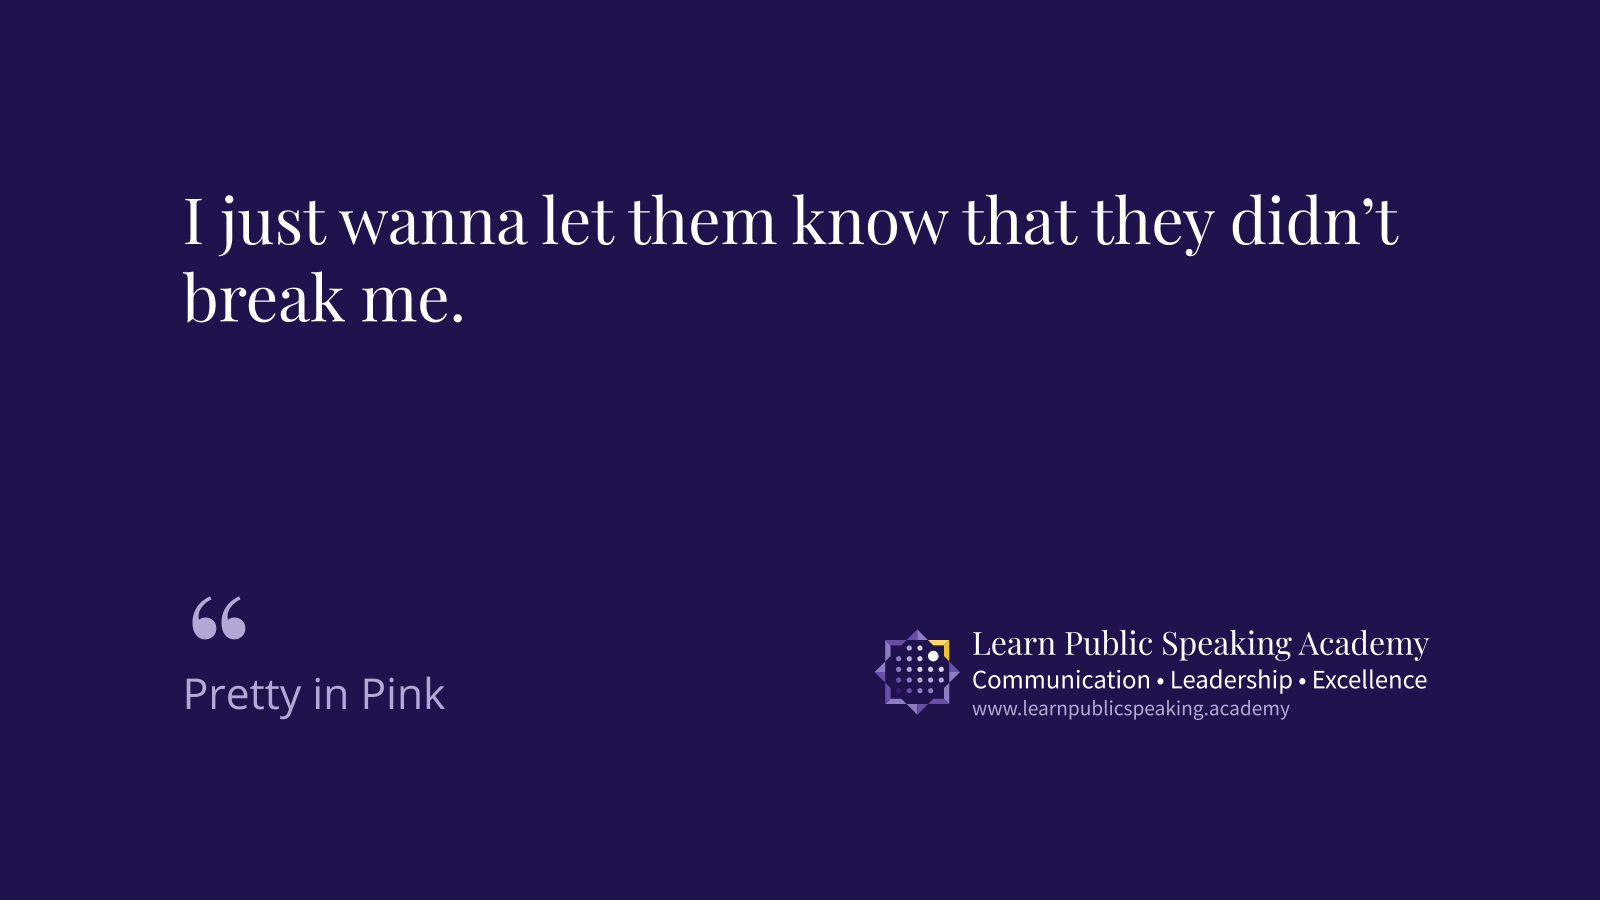 I just wanna let them know that they didn’t
break me.
“
Pretty in Pink
Learn Public Speaking Academy
Communication • Leadership • Excellence
www.learnpublicspeaking.academy